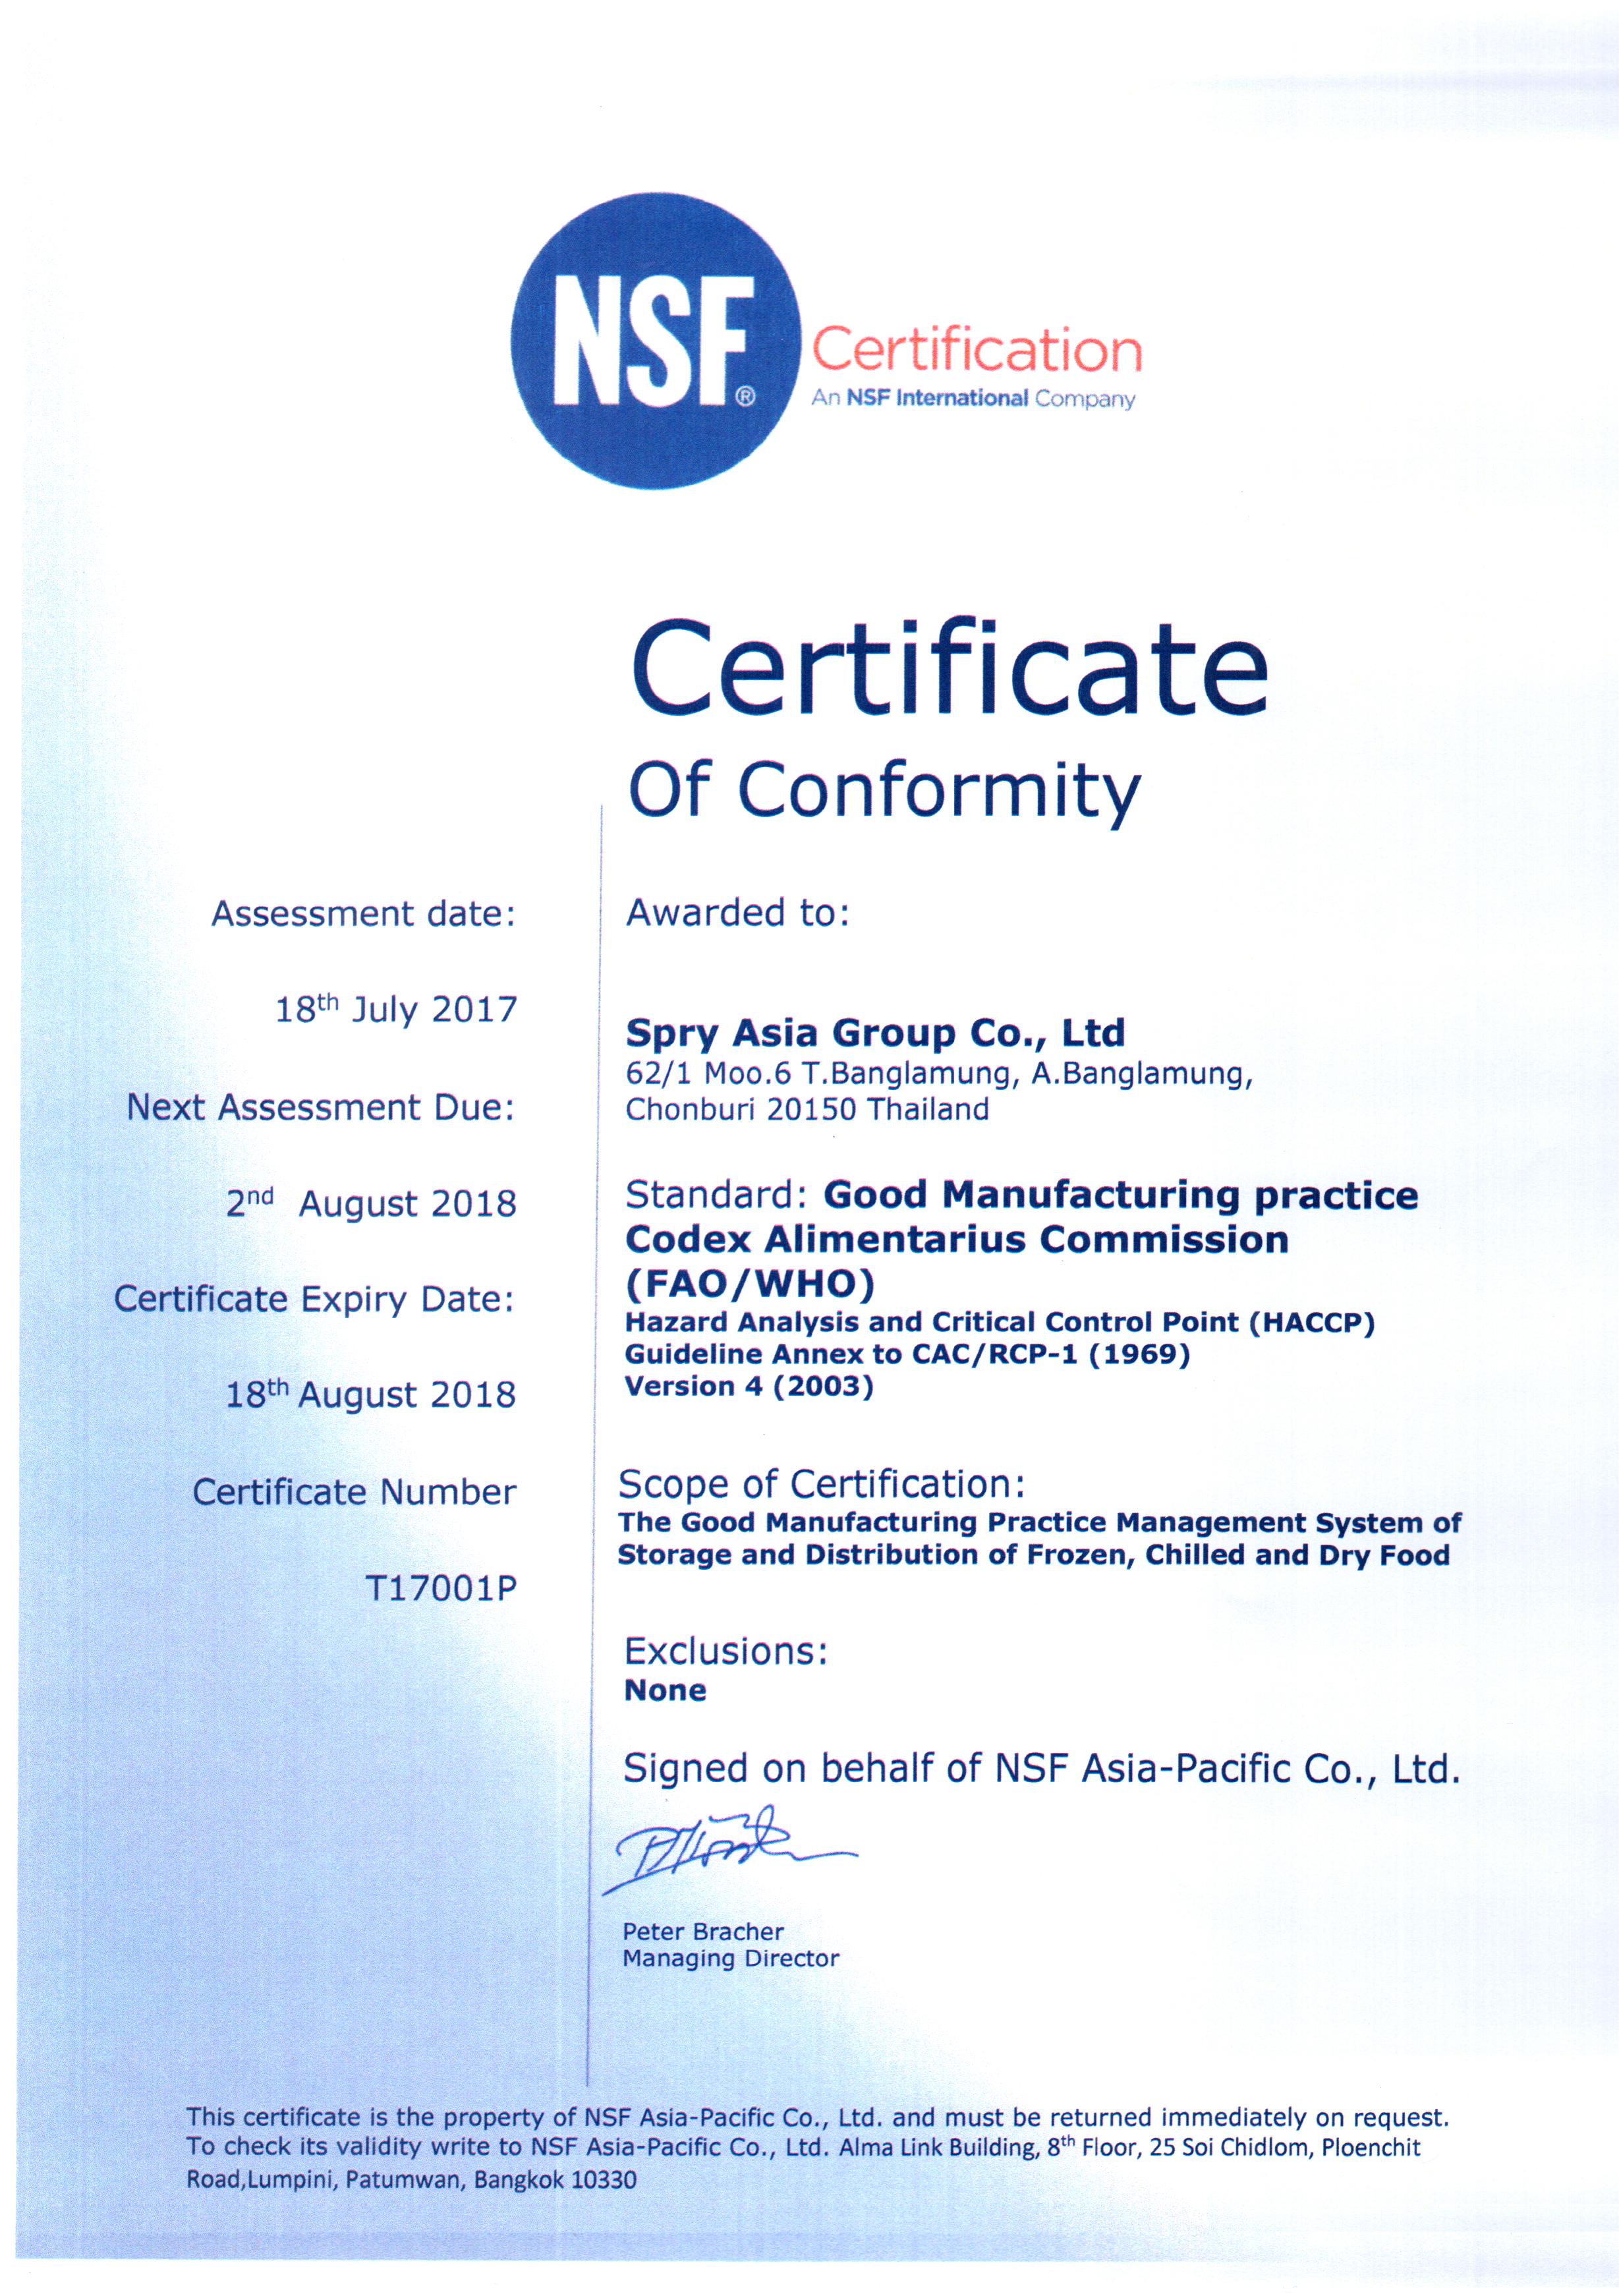 NSF®
Certification
An NSF International Company
Certificate
Of Conformity
Assessment date:
18th July 2017
Next Assessment Due:
2nd August 2018
Certificate Expiry Date:
18th August 2018
Certificate Number
T17001P
Awarded to:
Spry Asia Group Co., Ltd
62/1 Moo.6 T.Banglamung, A.Banglamung,
Chonburi 20150 Thailand
Standard: Good Manufacturing practice
Codex Alimentarius Commission
(FAO/WHO)
Hazard Analysis and Critical Control Point (HACCP)
Guideline Annex to CAC/RCP-1 (1969)
Version 4 (2003)
Scope of Certification:
The Good Manufacturing Practice Management System of
Storage and Distribution of Frozen, Chilled and Dry Food
Exclusions:
None
Signed on behalf of NSF Asia-Pacific Co., Ltd.
Peter Bracher
Managing Director
This certificate is the property of NSF Asia-Pacific Co., Ltd. and must be returned immediately on request.
To check its validity write to NSF Asia-Pacific Co., Ltd. Alma Link Building, 8th Floor, 25 Soi Chidlom, Ploenchit
Road,Lumpini, Patumwan, Bangkok 10330